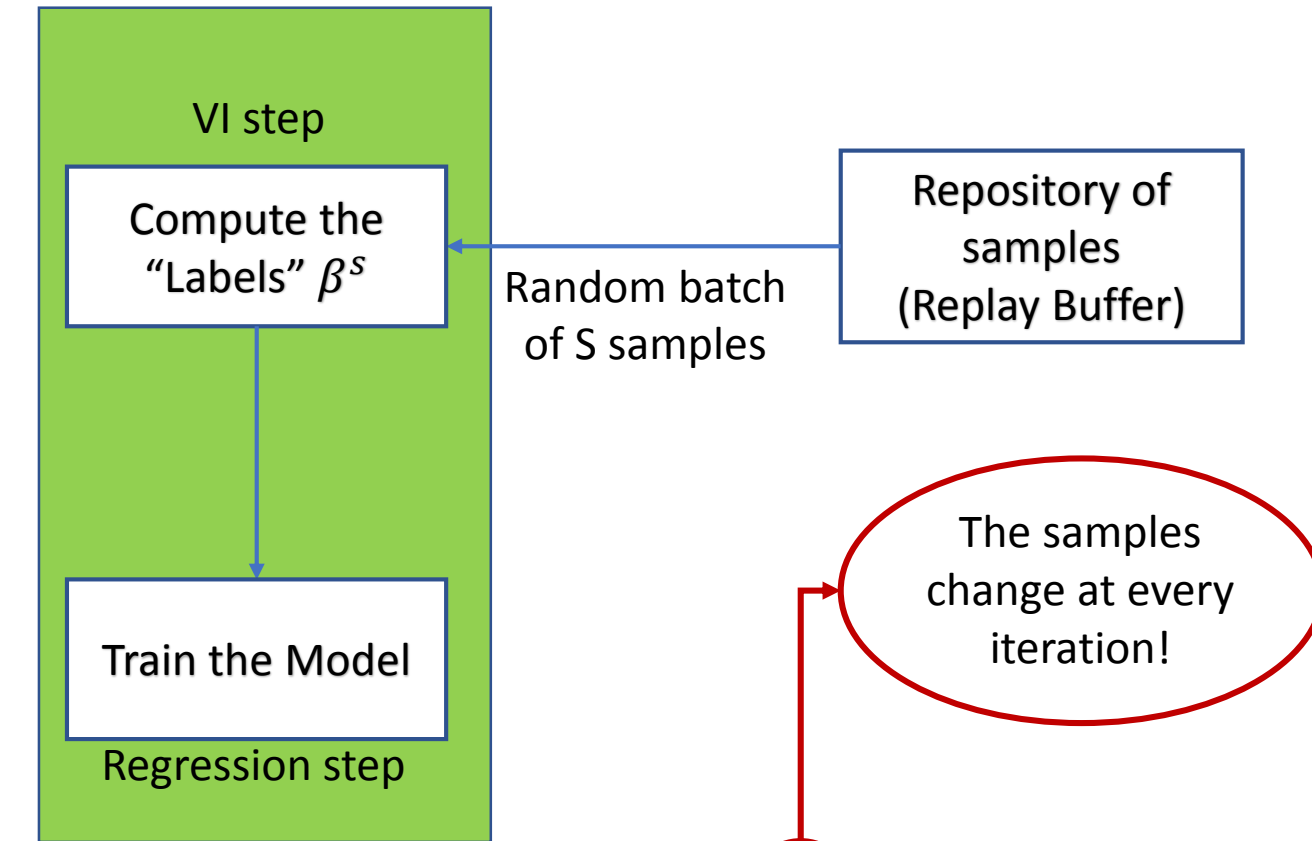 VI step
Compute the
“Labels” βˢ
Train the Model
Regression step
Random batch
of S samples
Repository of
samples
(Replay Buffer)
The samples
change at every
iteration!